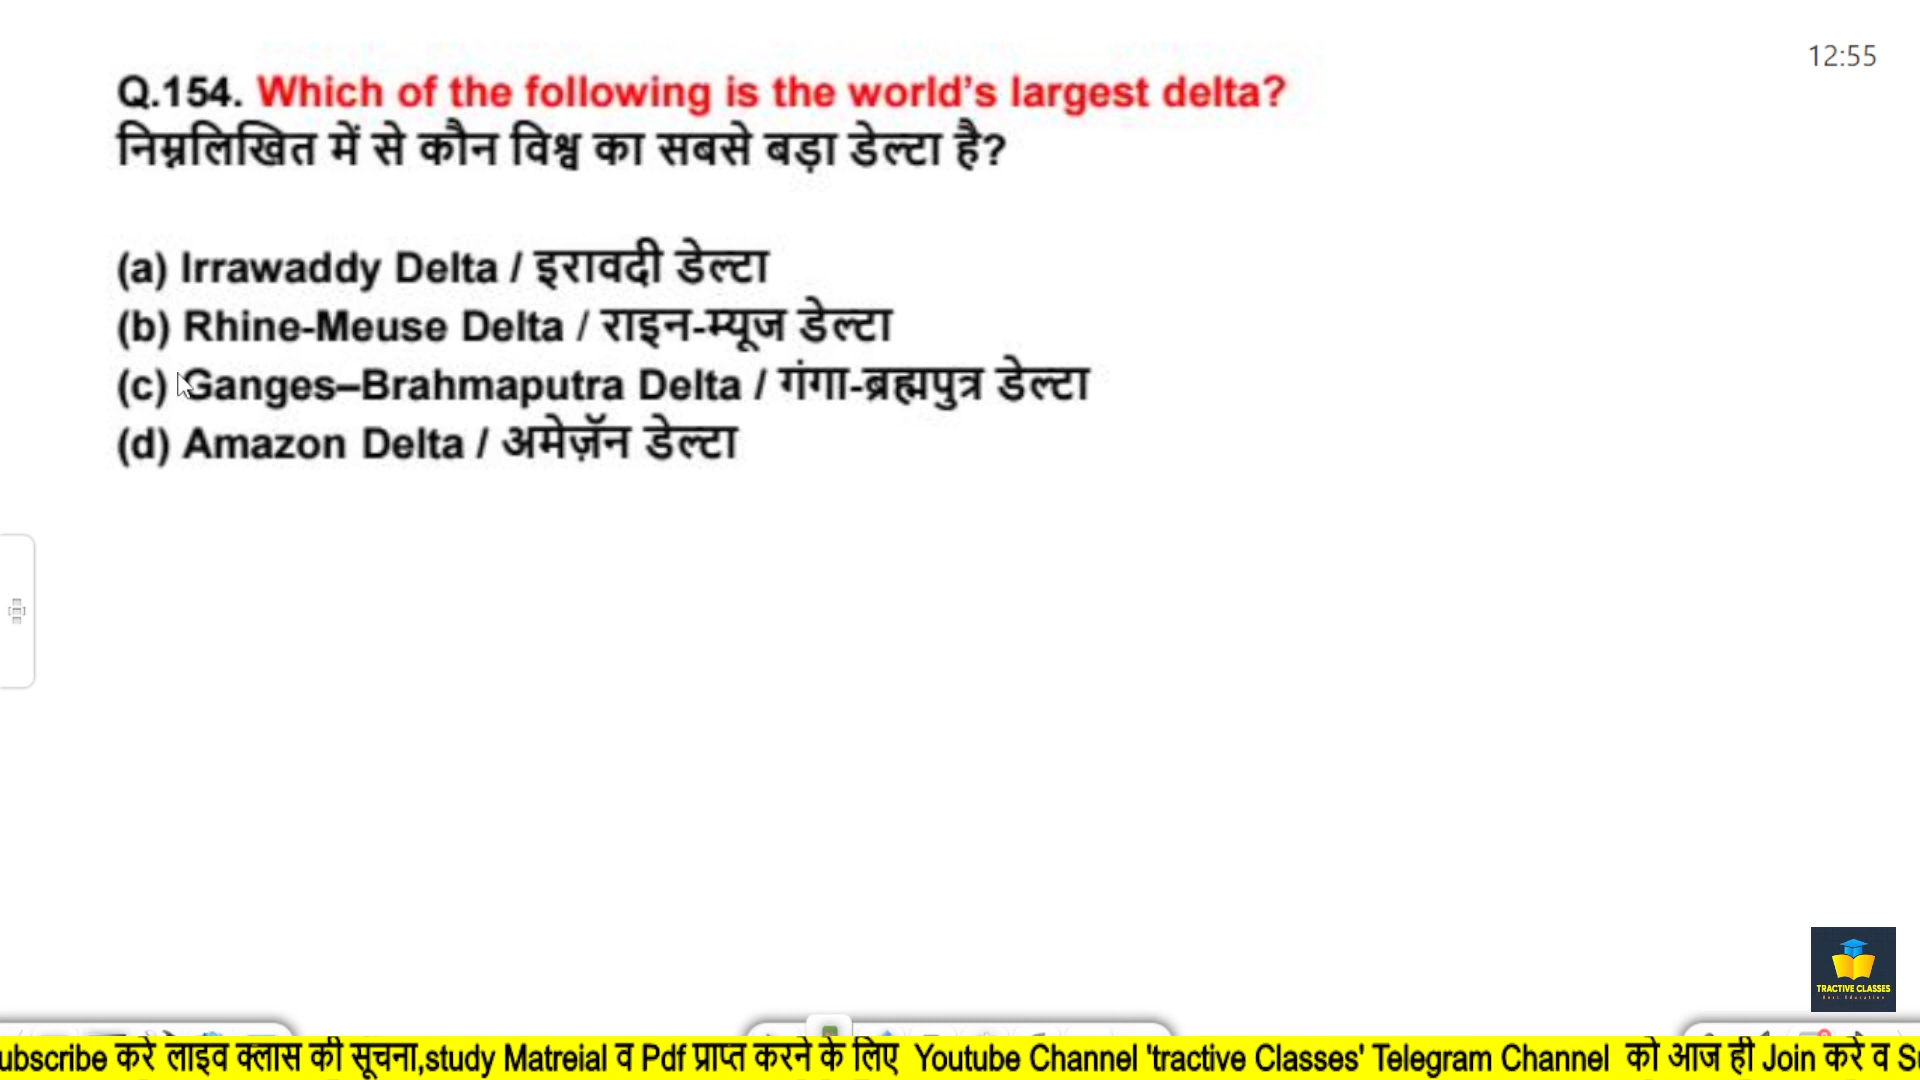 12:55
Q.154. Which of the following is the world's largest delta?
निम्नलिखित में से कौन विश्व का सबसे बड़ा डेल्टा है?
(a) Irrawaddy Delta / इरावदी डेल्टा
(b) Rhine-Meuse Delta / राइन-म्यूज डेल्टा
(c) Ganges–Brahmaputra Delta / गंगा-ब्रह्मपुत्र डेल्टा
(d) Amazon Delta / अमेज़ॅन डेल्टा
TRACTIVE CLASSES
Best Education
ubscribe करे लाइव क्लास की सूचना,study Matreial व Pdf प्राप्त करने के लिए Youtube Channel 'tractive Classes' Telegram Channel को आज ही Join करें व